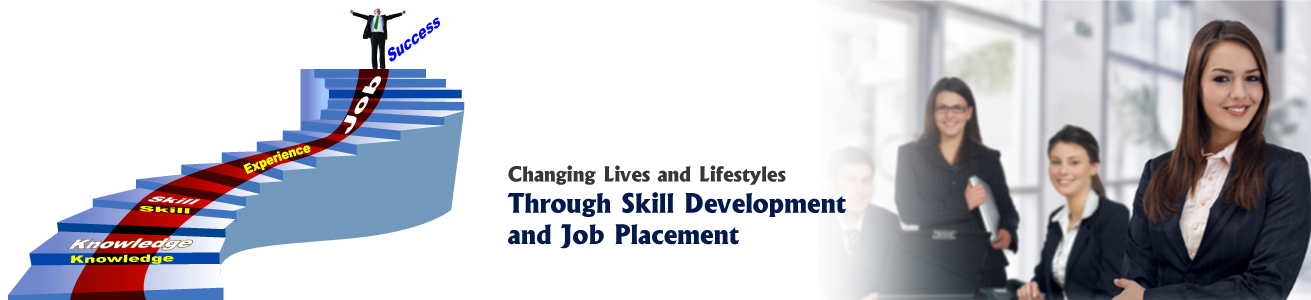 Success
Job
Experience
Skill
Skill
Knowledge
Knowledge
Changing Lives and Lifestyles
Through Skill Development
and Job Placement